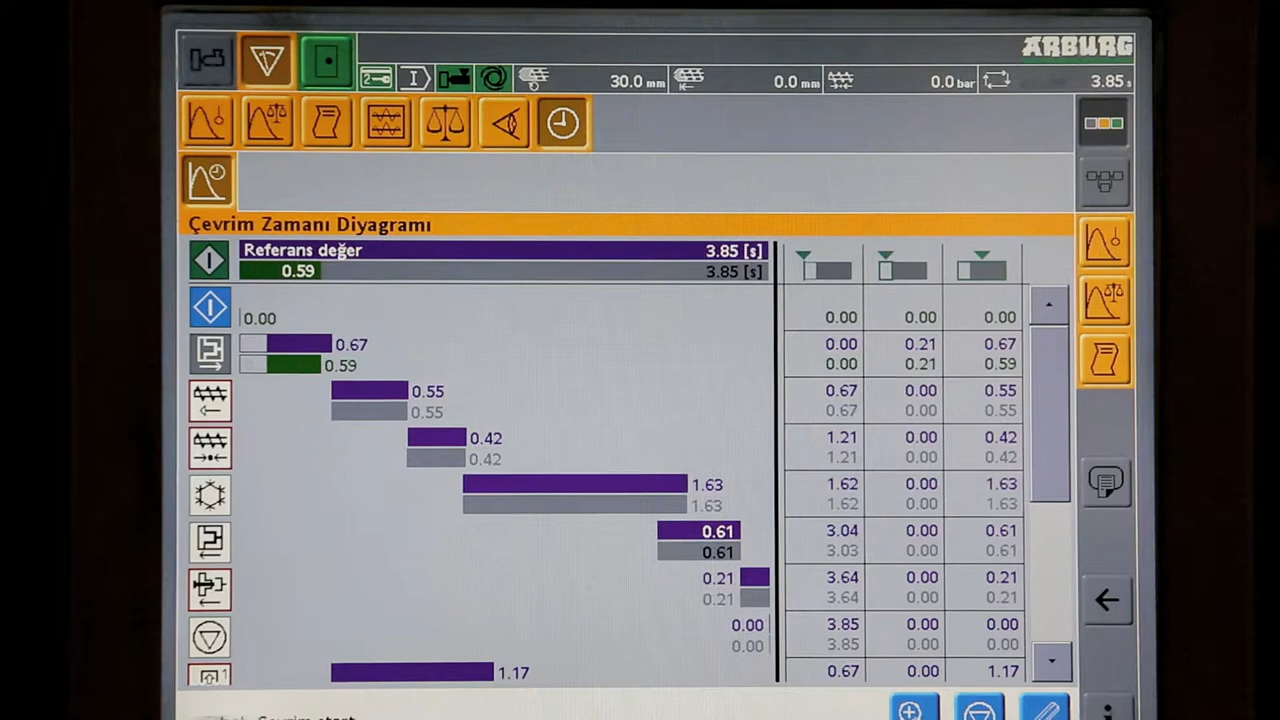 ARBURG
I 30.0 mm 0.0 mm 0.0 bar 3.85 s
Çevrim Zamanı Diyagramı
Referans değer 3.85 [s]
0.59 3.85 [s]
0.00 0.00 0.00 0.00
0.67 0.00 0.21 0.67
0.59 0.00 0.21 0.59
0.55 0.67 0.00 0.55
0.55 0.67 0.00 0.55
0.42 1.21 0.00 0.42
0.42 1.21 0.00 0.42
1.63 1.62 0.00 1.63
1.63 1.62 0.00 1.63
0.61 3.04 0.00 0.61
0.61 3.03 0.00 0.61
0.21 3.64 0.00 0.21
0.21 3.64 0.00 0.21
0.00 3.85 0.00 0.00
0.00 3.85 0.00 0.00
1.17 0.67 0.00 1.17
Çevrim start